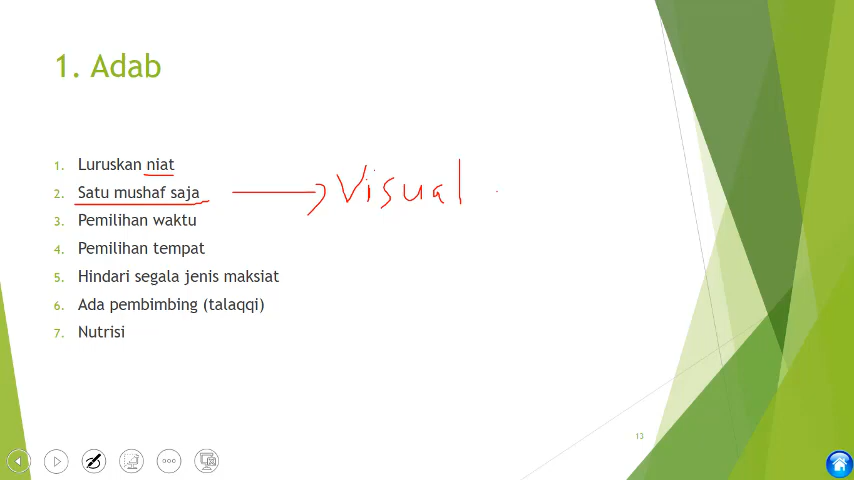 1. Adab
1. Luruskan niat
2. Satu mushaf saja Visual
3. Pemilihan waktu
4. Pemilihan tempat
5. Hindari segala jenis maksiat
6. Ada pembimbing (talaqqi)
7. Nutrisi
13